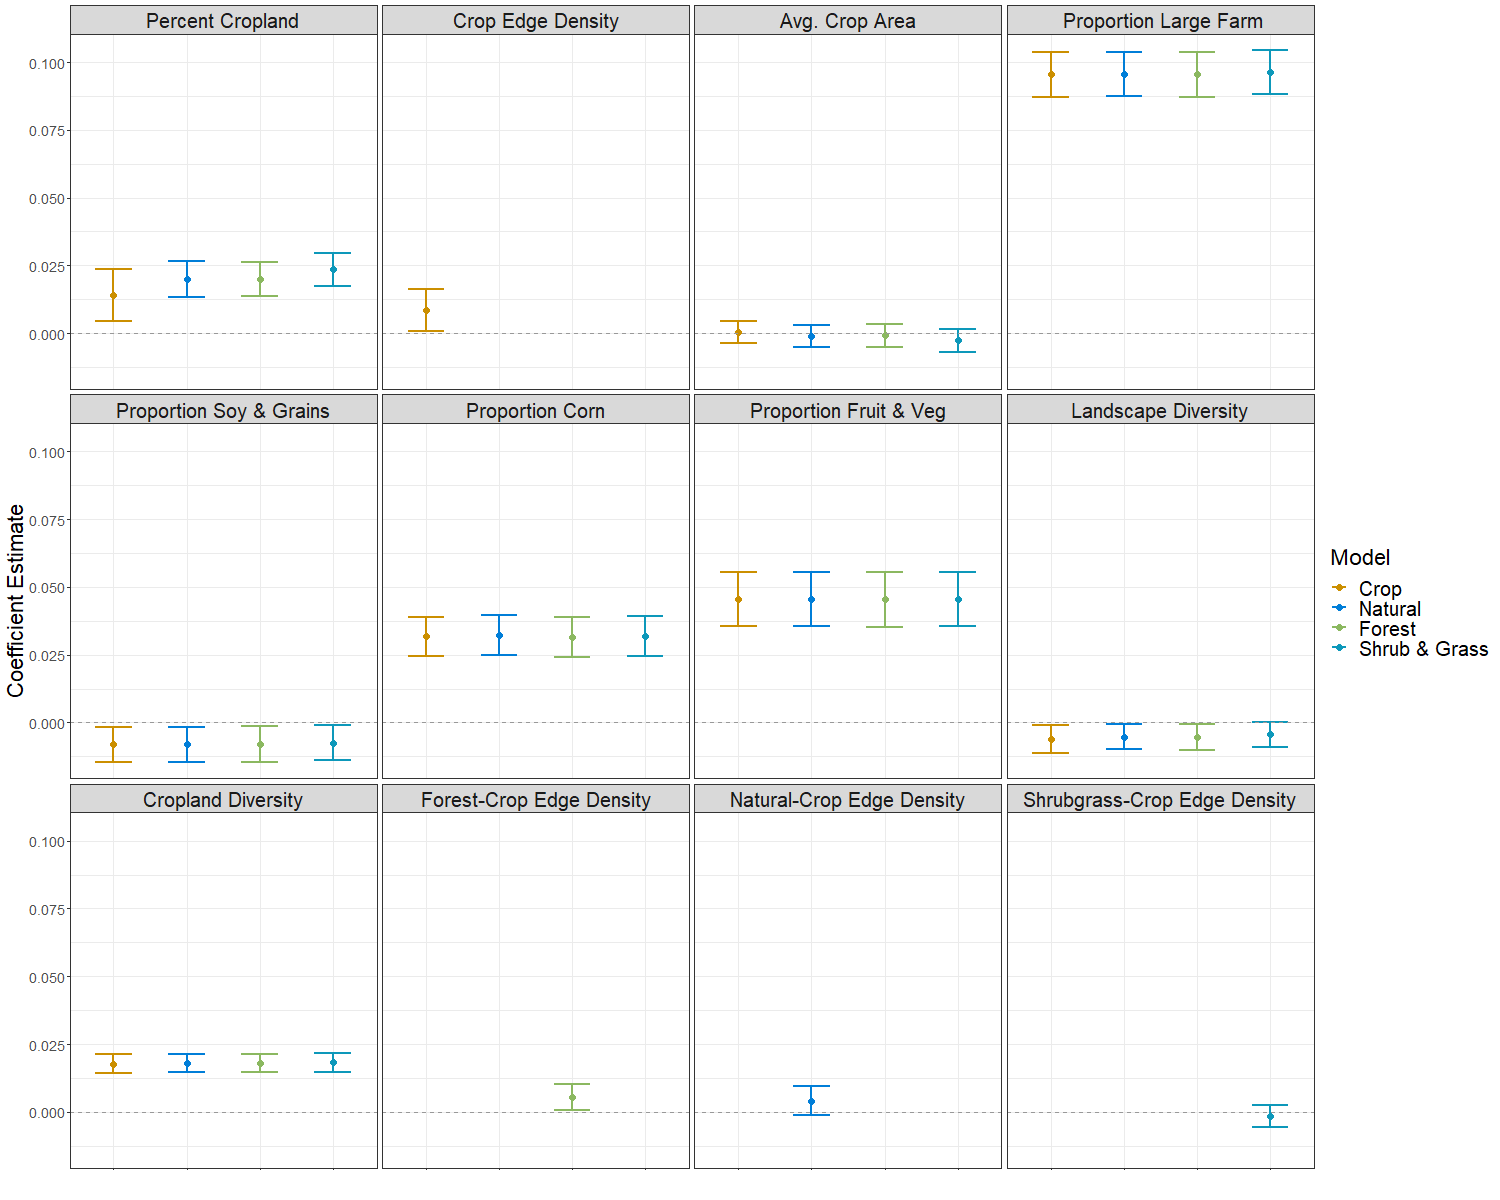 Percent Cropland
Crop Edge Density
Avg. Crop Area
Proportion Large Farm
0.100
0.075
0.050
0.025
0.000
Proportion Soy & Grains
Proportion Corn
Proportion Fruit & Veg
Landscape Diversity
0.100
0.075
0.050
0.025
0.000
Cropland Diversity
Forest-Crop Edge Density
Natural-Crop Edge Density
Shrubgrass-Crop Edge Density
0.100
0.075
0.050
0.025
0.000
Coefficient Estimate
Model
Crop
Natural
Forest
Shrub & Grass